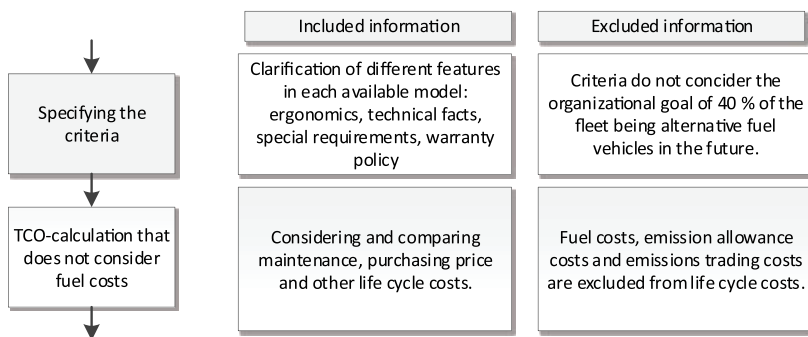 Included information
Excluded information
Specifying the
criteria
Clarification of different features
in each available model:
ergonomics, technical facts,
special requirements, warranty
policy
Criteria do not concider the
organizational goal of 40 % of the
fleet being alternative fuel
vehicles in the future.
TCO-calculation that
does not consider
fuel costs
Considering and comparing
maintenance, purchasing price
and other life cycle costs.
Fuel costs, emission allowance
costs and emissions trading costs
are excluded from life cycle costs.